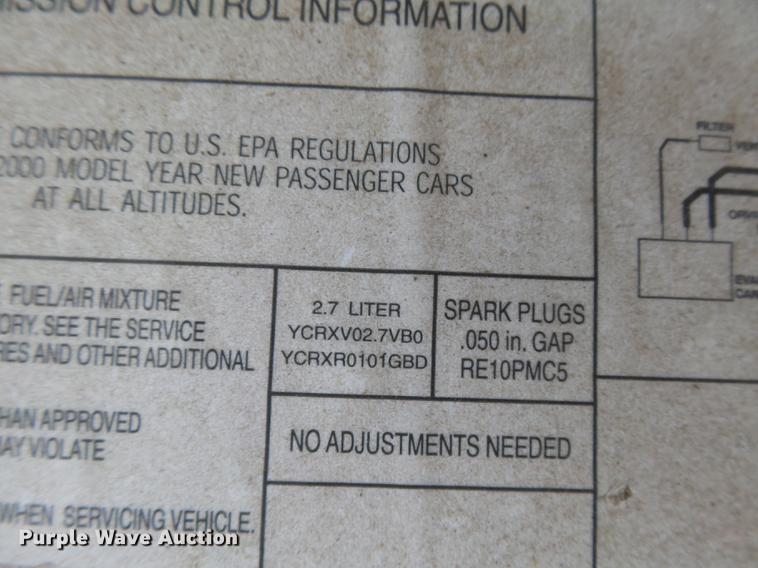 MISSION CONTROL INFORMATION
CONFORMS TO U.S. EPA REGULATIONS
2000 MODEL YEAR NEW PASSENGER CARS
AT ALL ALTITUDES.
FILTER
FUEL/AIR MIXTURE
ORY. SEE THE SERVICE
RIES AND OTHER ADDITIONAL
2.7 LITER
YCRXV02.7VB0
YCRXR0101GBD
SPARK PLUGS
.050 in. GAP
RE10PMC5
HAN APPROVED
AY VIOLATE
NO ADJUSTMENTS NEEDED
WHEN SERVICING VEHICLE.
Purple Wave Auction